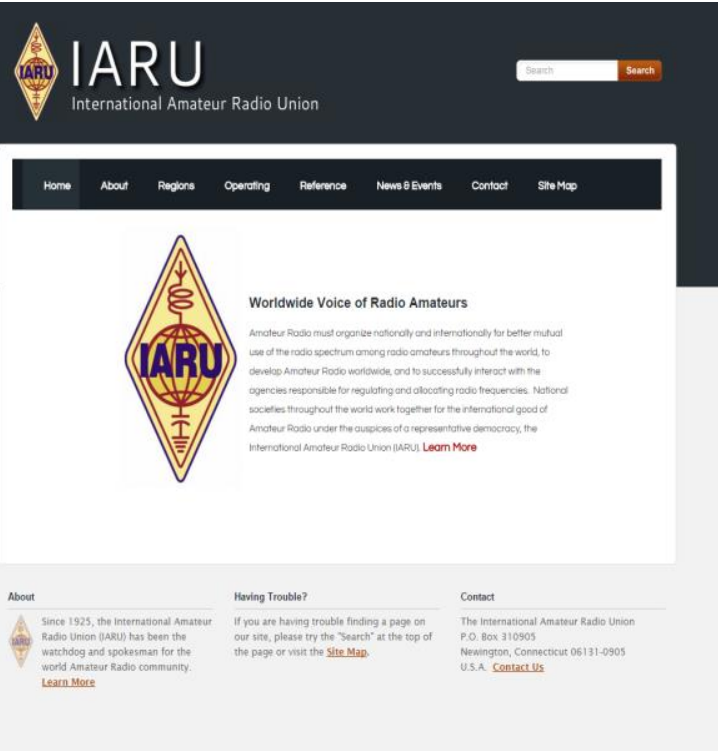 IARU
IARU
International Amateur Radio Union
Search
Search
Home
About
Regions
Operating
Reference
News & Events
Contact
Site Map
IARU
Worldwide Voice of Radio Amateurs
Amateur Radio must organize nationally and internationally for better mutual
use of the radio spectrum among radio amateurs throughout the world, to
develop Amateur Radio worldwide, and to successfully interact with the
agencies responsible for regulating and allocating radio frequencies. National
societies throughout the world work together for the international good of
Amateur Radio under the auspices of a representative democracy, the
International Amateur Radio Union (IARU). Learn More
About
IARU
Since 1925, the International Amateur
Radio Union (IARU) has been the
watchdog and spokesman for the
world Amateur Radio community.
Learn More
Having Trouble?
If you are having trouble finding a page on
our site, please try the "Search" at the top of
the page or visit the Site Map.
Contact
The International Amateur Radio Union
P.O. Box 310905
Newington, Connecticut 06131-0905
U.S.A. Contact Us